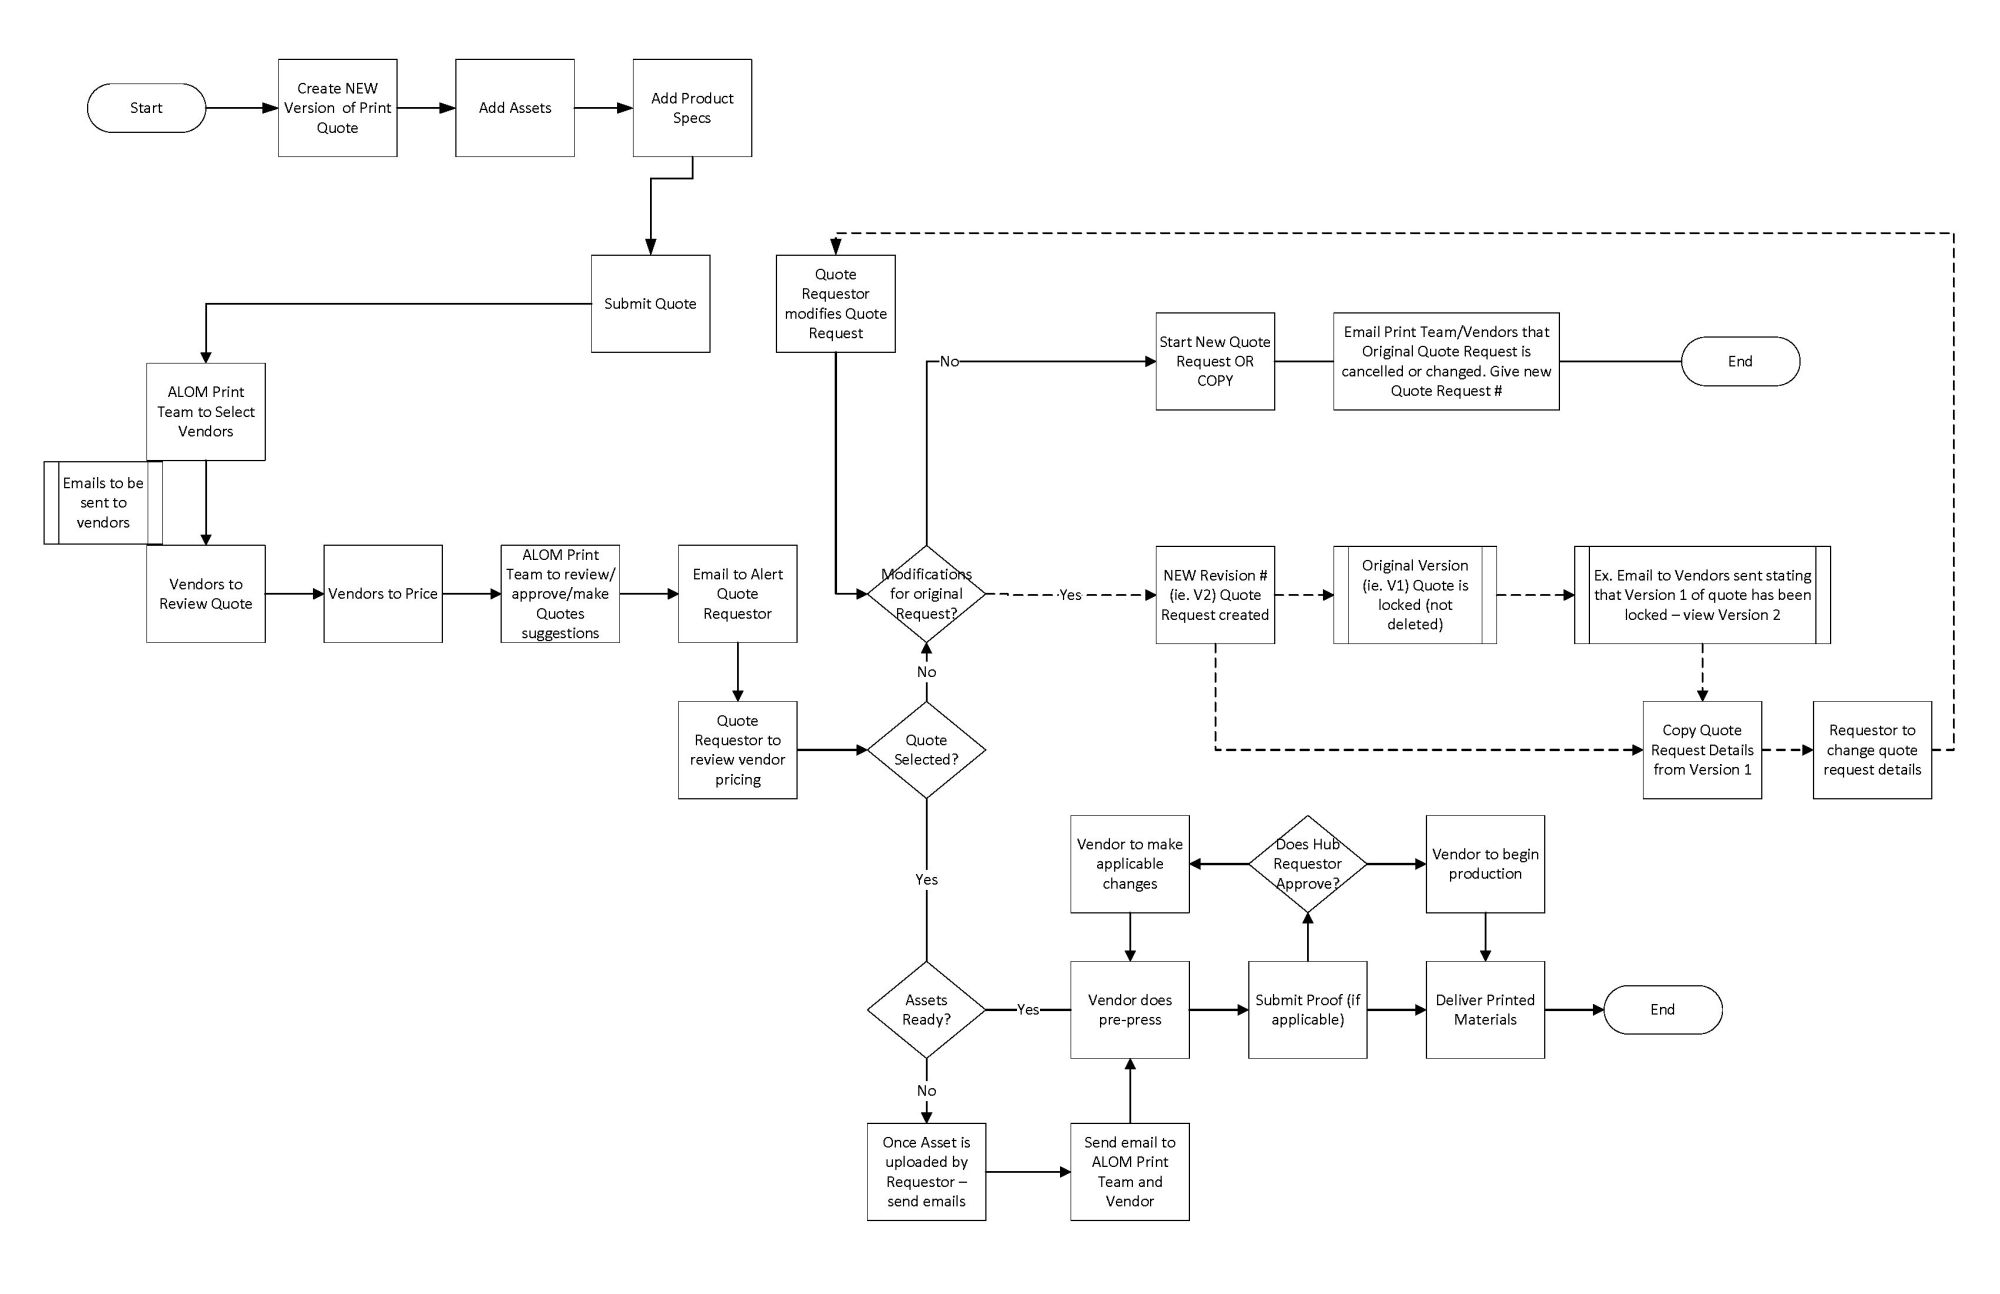 Start
Create NEW
Version of Print
Quote
Add Assets
Add Product
Specs
Submit Quote
ALOM Print
Team to Select
Vendors
Emails to be
sent to
vendors
Vendors to
Review Quote
Vendors to Price
ALOM Print
Team to review/
approve/make
Quotes
suggestions
Email to Alert
Quote
Requestor
Quote
Requestor to
review vendor
pricing
Quote
Selected?
No
Modifications
for original
Request?
Quote
Requestor
modifies Quote
Request
No
Start New Quote
Request OR
COPY
Email Print Team/Vendors that
Original Quote Request is
cancelled or changed. Give new
Quote Request #
End
Yes
NEW Revision #
(ie. V2) Quote
Request created
Original Version
(ie. V1) Quote is
locked (not
deleted)
Ex. Email to Vendors sent stating
that Version 1 of quote has been
locked – view Version 2
Copy Quote
Request Details
from Version 1
Requestor to
change quote
request details
Yes
Assets
Ready?
Yes
No
Once Asset is
uploaded by
Requestor –
send emails
Send email to
ALOM Print
Team and
Vendor
Vendor to make
applicable
changes
Vendor does
pre-press
Does Hub
Requestor
Approve?
Submit Proof (if
applicable)
Vendor to begin
production
Deliver Printed
Materials
End